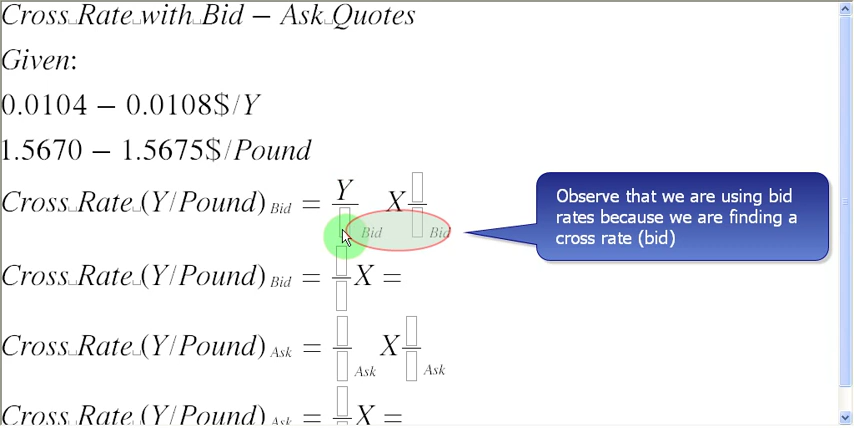 Cross Rate with Bid – Ask Quotes
Given:
0.0104 – 0.0108$/Y
1.5670 – 1.5675$/Pound
Cross Rate (Y/Pound) Bid = Y/▯ Bid X ▯/▯ Bid
Observe that we are using bid
rates because we are finding a
cross rate (bid)
Cross Rate (Y/Pound) Bid = ▯/▯ X =
Cross Rate (Y/Pound) Ask = ▯/▯ Ask X ▯/▯ Ask
Cross Rate (Y/Pound) Ask = ▯/▯ X =